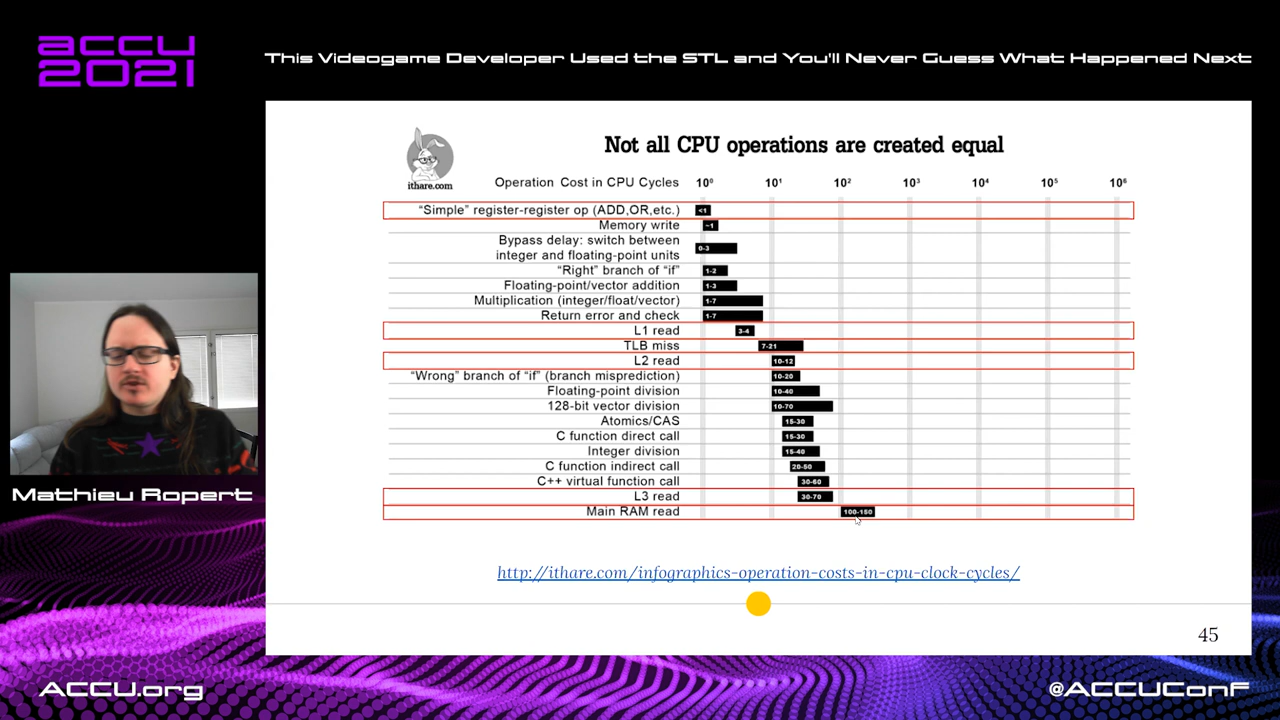 accu
2021
This Videogame Developer Used the STL and You'll Never Guess What Happened Next
ithare.com
Not all CPU operations are created equal
Operation Cost in CPU Cycles 10⁰ 10¹ 10² 10³ 10⁴ 10⁵ 10⁶
“Simple” register-register op (ADD,OR,etc.) <1
Memory write ~1
Bypass delay: switch between
integer and floating-point units 0-3
“Right” branch of “if” 1-2
Floating-point/vector addition 1-3
Multiplication (integer/float/vector) 1-7
Return error and check 1-7
L1 read 3-4
TLB miss 7-21
L2 read 10-12
“Wrong” branch of “if” (branch misprediction) 10-20
Floating-point division 10-40
128-bit vector division 10-70
Atomics/CAS 15-30
C function direct call 15-30
Integer division 15-40
C function indirect call 20-50
C++ virtual function call 30-60
L3 read 30-70
Main RAM read 100-150
http://ithare.com/infographics-operation-costs-in-cpu-clock-cycles/
45
Mathieu Ropert
ACCU.org
@ACCUConf